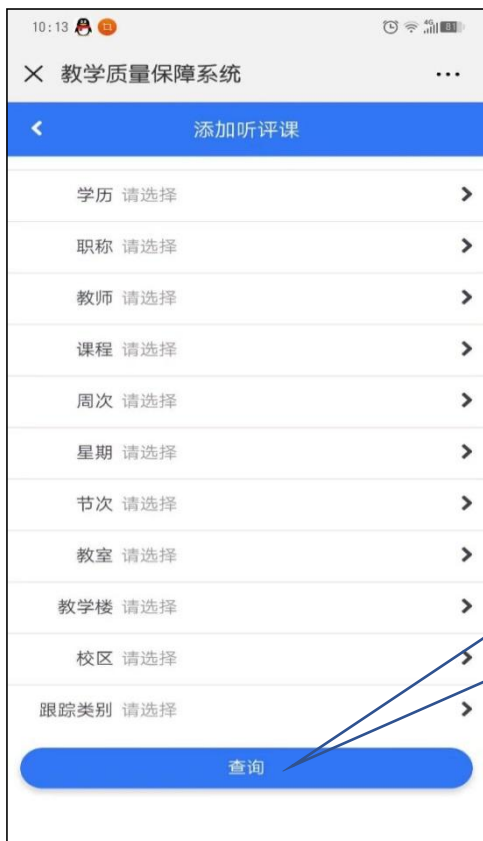 10:13
4G 81
教学质量保障系统
添加听评课
学历 请选择
职称 请选择
教师 请选择
课程 请选择
周次 请选择
星期 请选择
节次 请选择
教室 请选择
教学楼 请选择
校区 请选择
跟踪类别 请选择
查询